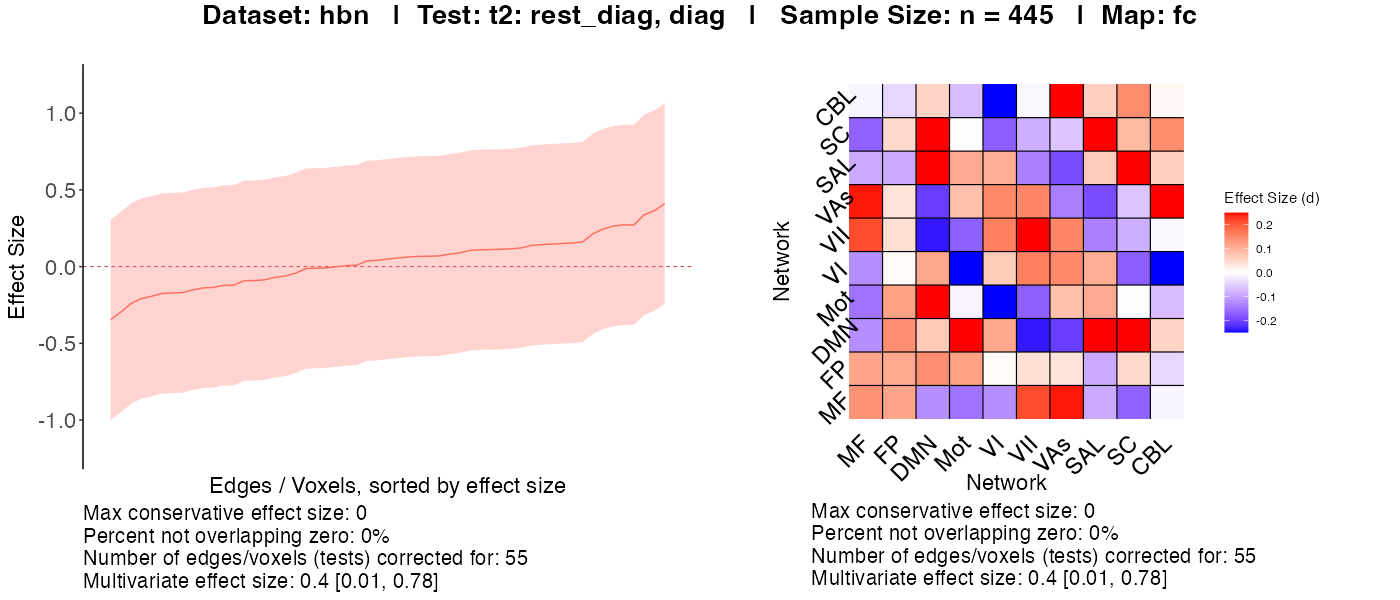 Dataset: hbn | Test: t2: rest_diag, diag | Sample Size: n = 445 | Map: fc
1.0
0.5
0.0
-0.5
-1.0
Effect Size
Edges / Voxels, sorted by effect size
Max conservative effect size: 0
Percent not overlapping zero: 0%
Number of edges/voxels (tests) corrected for: 55
Multivariate effect size: 0.4 [0.01, 0.78]
Network
CBL
SC
SAL
VAs
VII
VI
Mot
DMN
FP
MF
MF FP DMN Mot VI VII VAs SAL SC CBL
Network
Effect Size (d)
0.2
0.1
0.0
-0.1
-0.2
Max conservative effect size: 0
Percent not overlapping zero: 0%
Number of edges/voxels (tests) corrected for: 55
Multivariate effect size: 0.4 [0.01, 0.78]